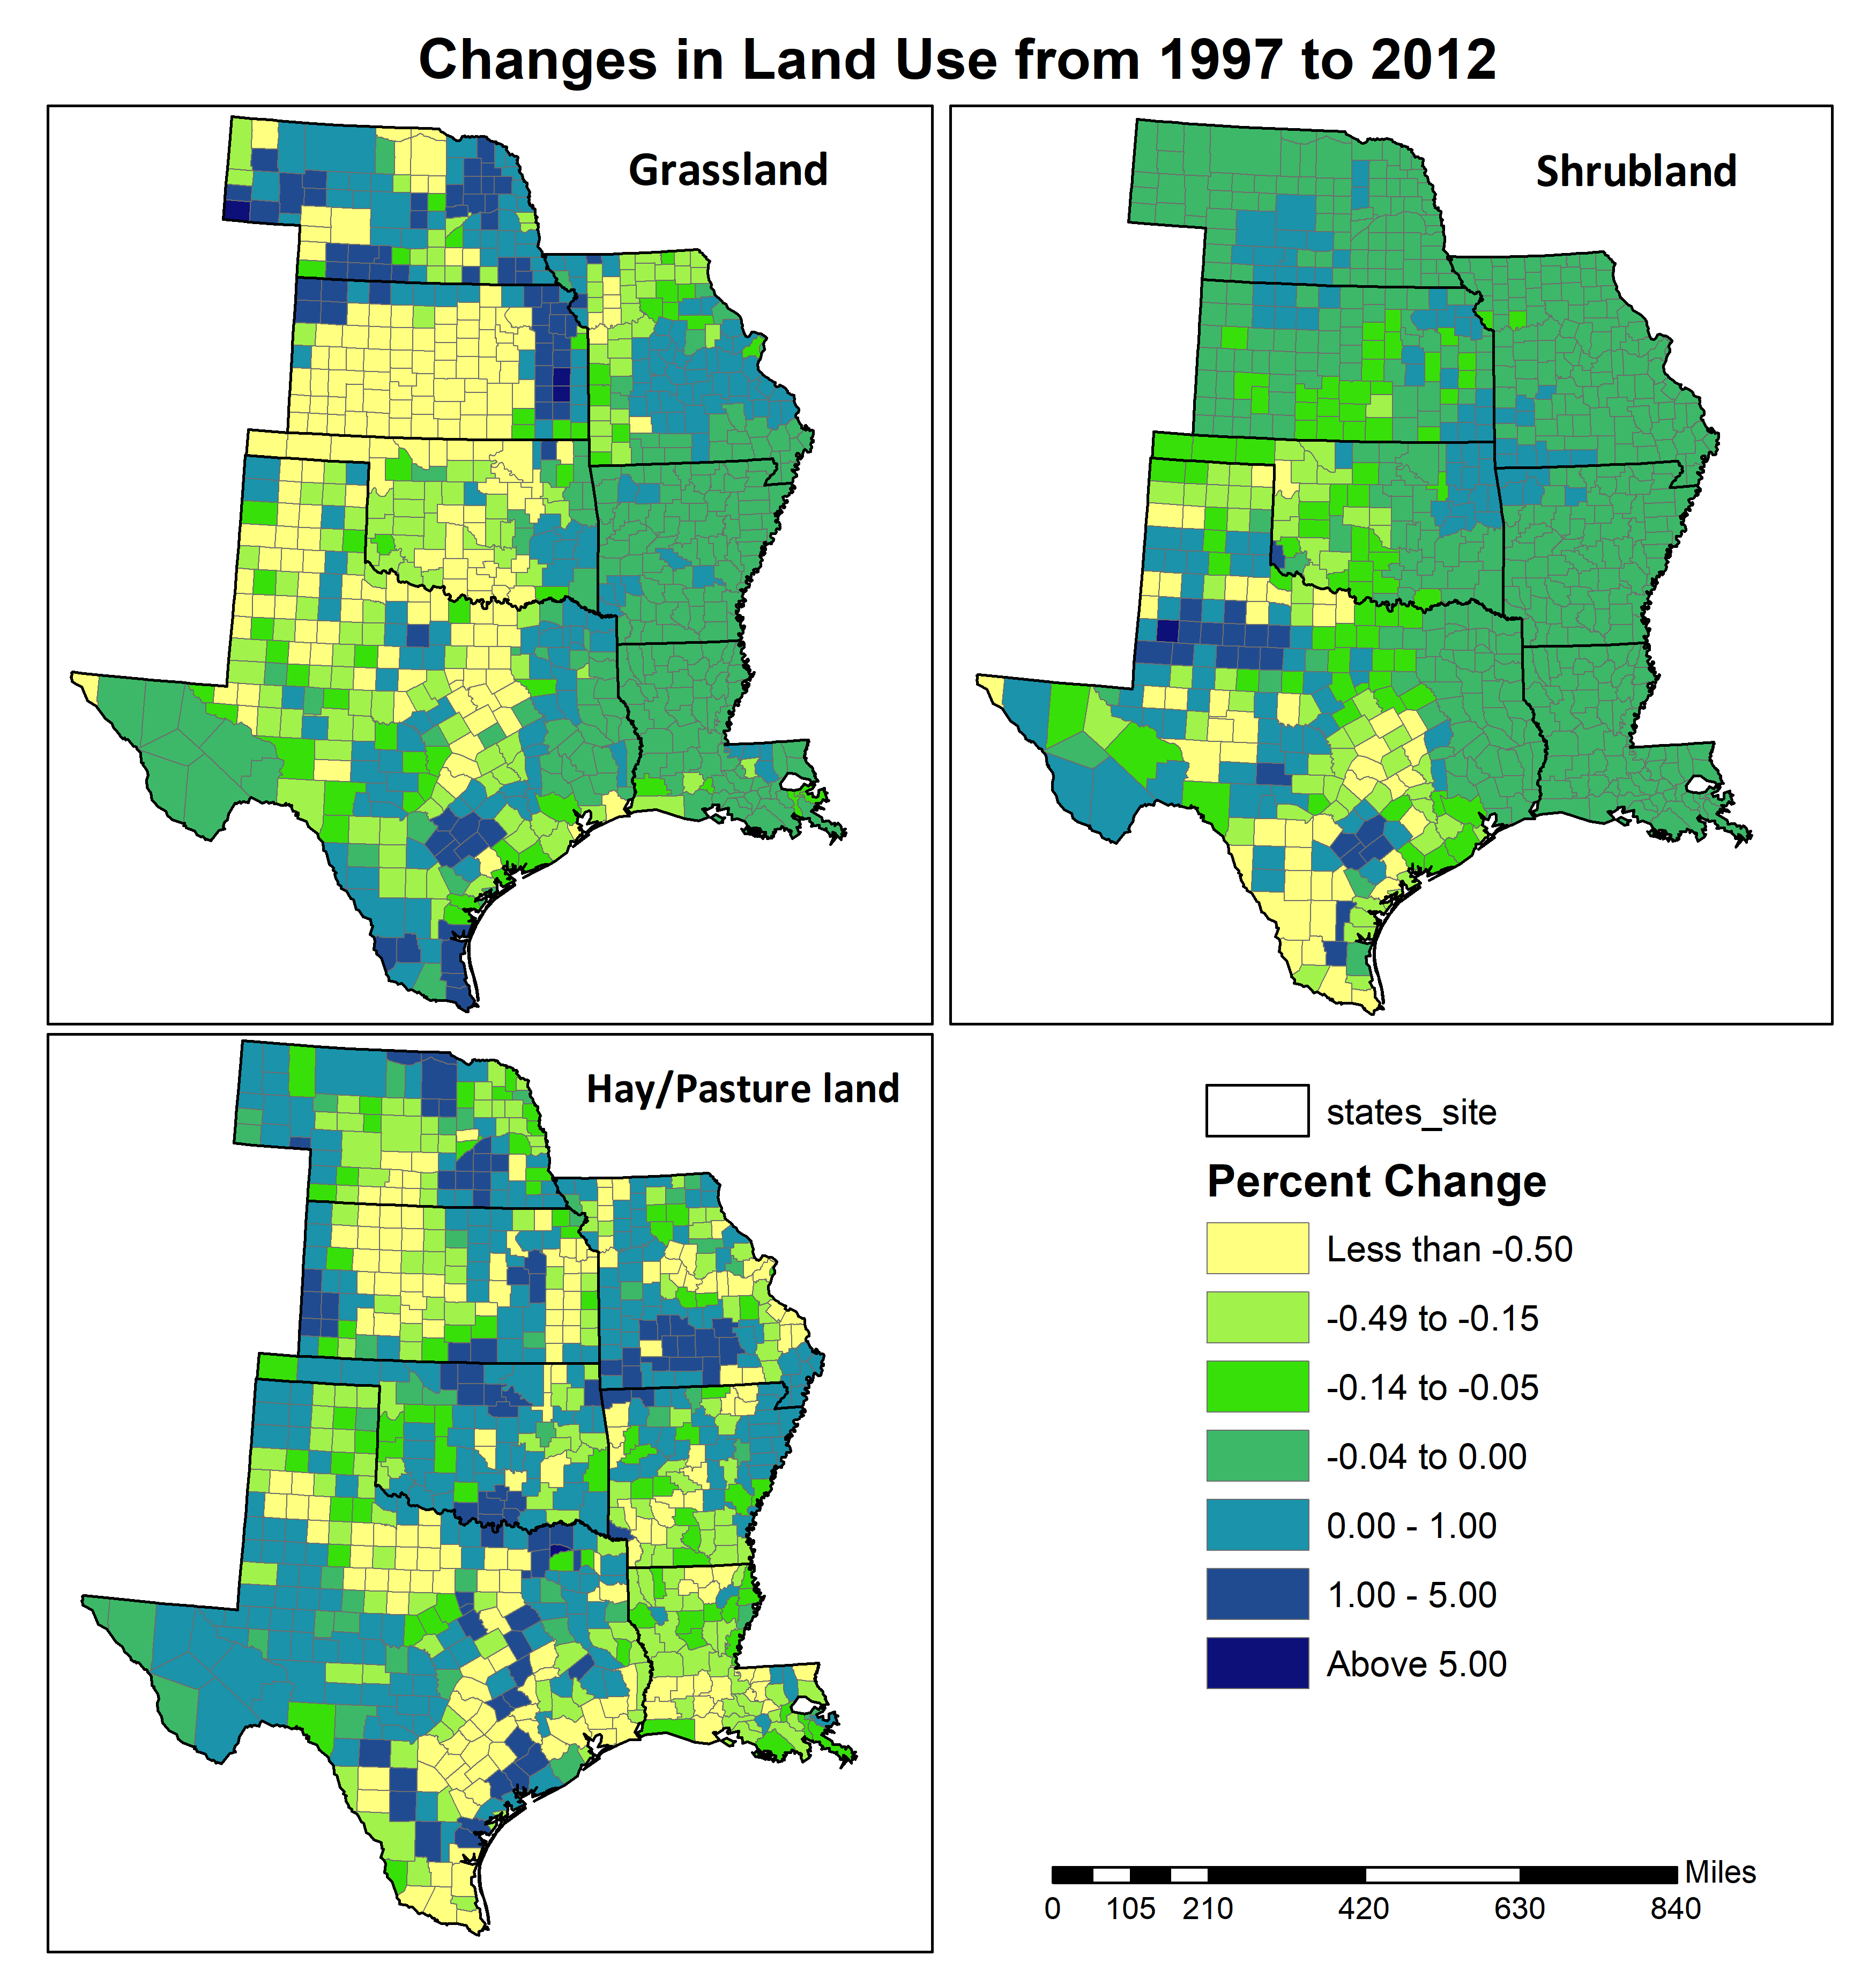 Changes in Land Use from 1997 to 2012
Grassland
Shrubland
Hay/Pasture land
states_site
Percent Change
Less than -0.50
-0.49 to -0.15
-0.14 to -0.05
-0.04 to 0.00
0.00 - 1.00
1.00 - 5.00
Above 5.00
Miles
0 105 210 420 630 840